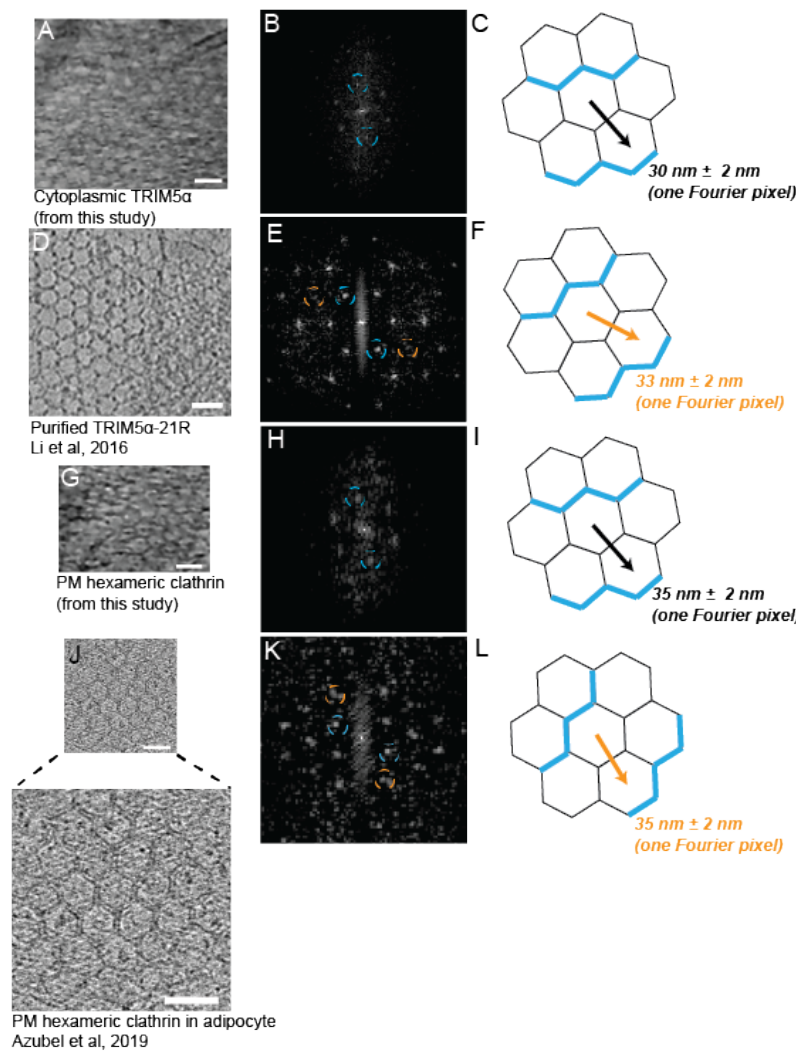 A
B
C
30 nm ± 2 nm
(one Fourier pixel)
Cytoplasmic TRIM5α
(from this study)
D
E
F
33 nm ± 2 nm
(one Fourier pixel)
Purified TRIM5α-21R
Li et al, 2016
G
H
I
35 nm ± 2 nm
(one Fourier pixel)
PM hexameric clathrin
(from this study)
J
K
L
35 nm ± 2 nm
(one Fourier pixel)
PM hexameric clathrin in adipocyte
Azubel et al, 2019